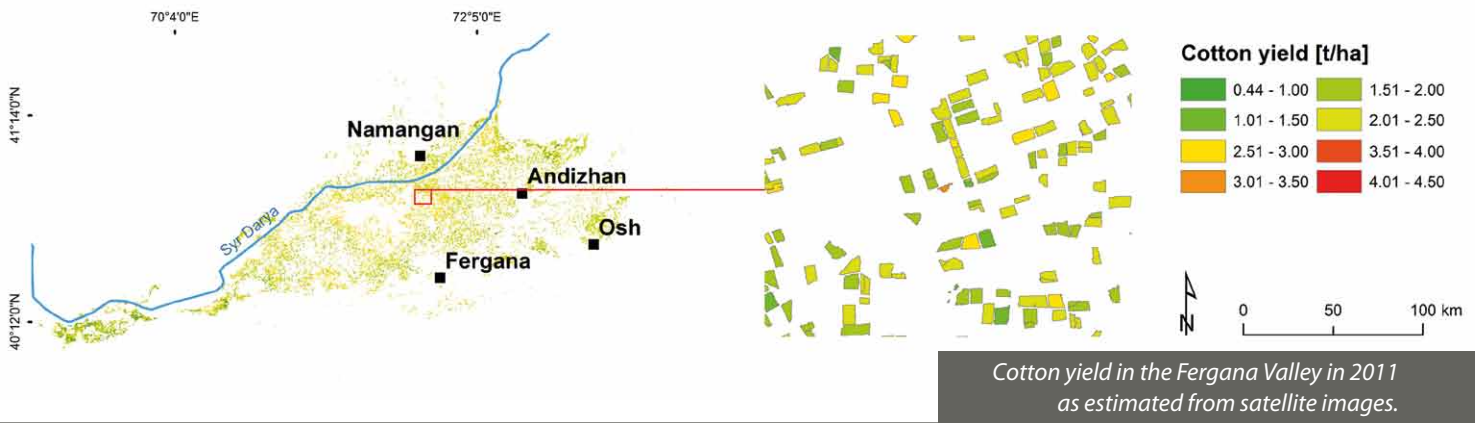 70°4'0"E
72°5'0"E
41°14'0"N
40°12'0"N
Namangan
Andizhan
Osh
Fergana
Syr Darya
Cotton yield [t/ha]
0.44 - 1.00
1.51 - 2.00
1.01 - 1.50
2.01 - 2.50
2.51 - 3.00
3.51 - 4.00
3.01 - 3.50
4.01 - 4.50
N
0 50 100 km
Cotton yield in the Fergana Valley in 2011
as estimated from satellite images.